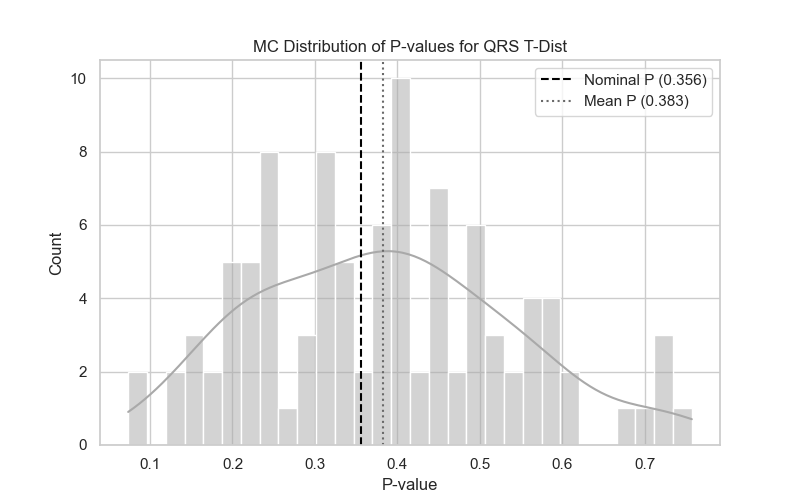 MC Distribution of P-values for QRS T-Dist
Nominal P (0.356)
Mean P (0.383)
10
8
6
4
2
0
Count
0.1 0.2 0.3 0.4 0.5 0.6 0.7
P-value